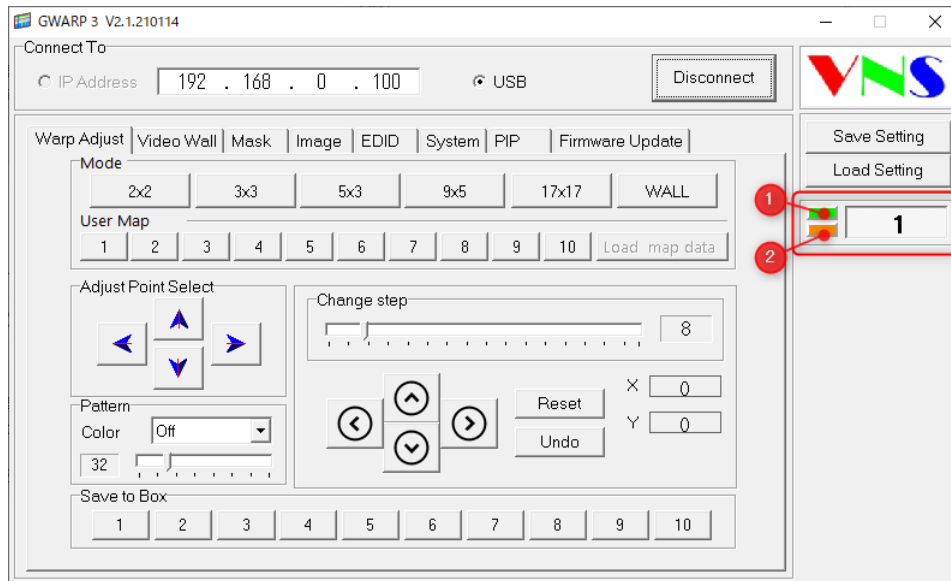 GWARP 3 V2.1.210114
Connect To
IP Address 192 . 168 . 0 . 100 USB Disconnect
VNS
Warp Adjust Video Wall Mask Image EDID System PIP Firmware Update
Save Setting
Load Setting
Mode
2x2 3x3 5x3 9x5 17x17 WALL
1
1
2
User Map
1 2 3 4 5 6 7 8 9 10 Load map data
Adjust Point Select
Change step
8
Pattern
Color Off
32
Reset
Undo
X 0
Y 0
Save to Box
1 2 3 4 5 6 7 8 9 10